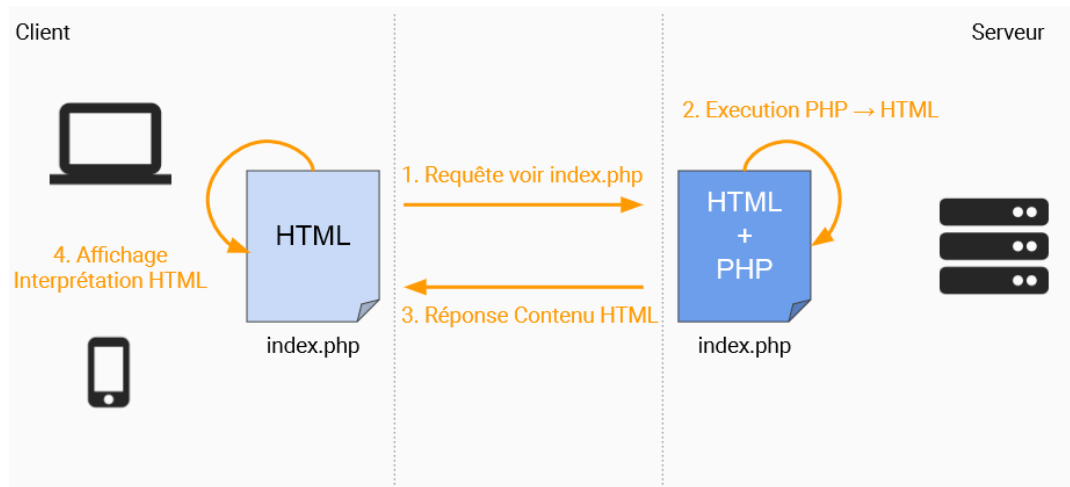 Client
Serveur
2. Execution PHP → HTML
1. Requête voir index.php
HTML
+
PHP
HTML
4. Affichage
Interprétation HTML
3. Réponse Contenu HTML
index.php
index.php